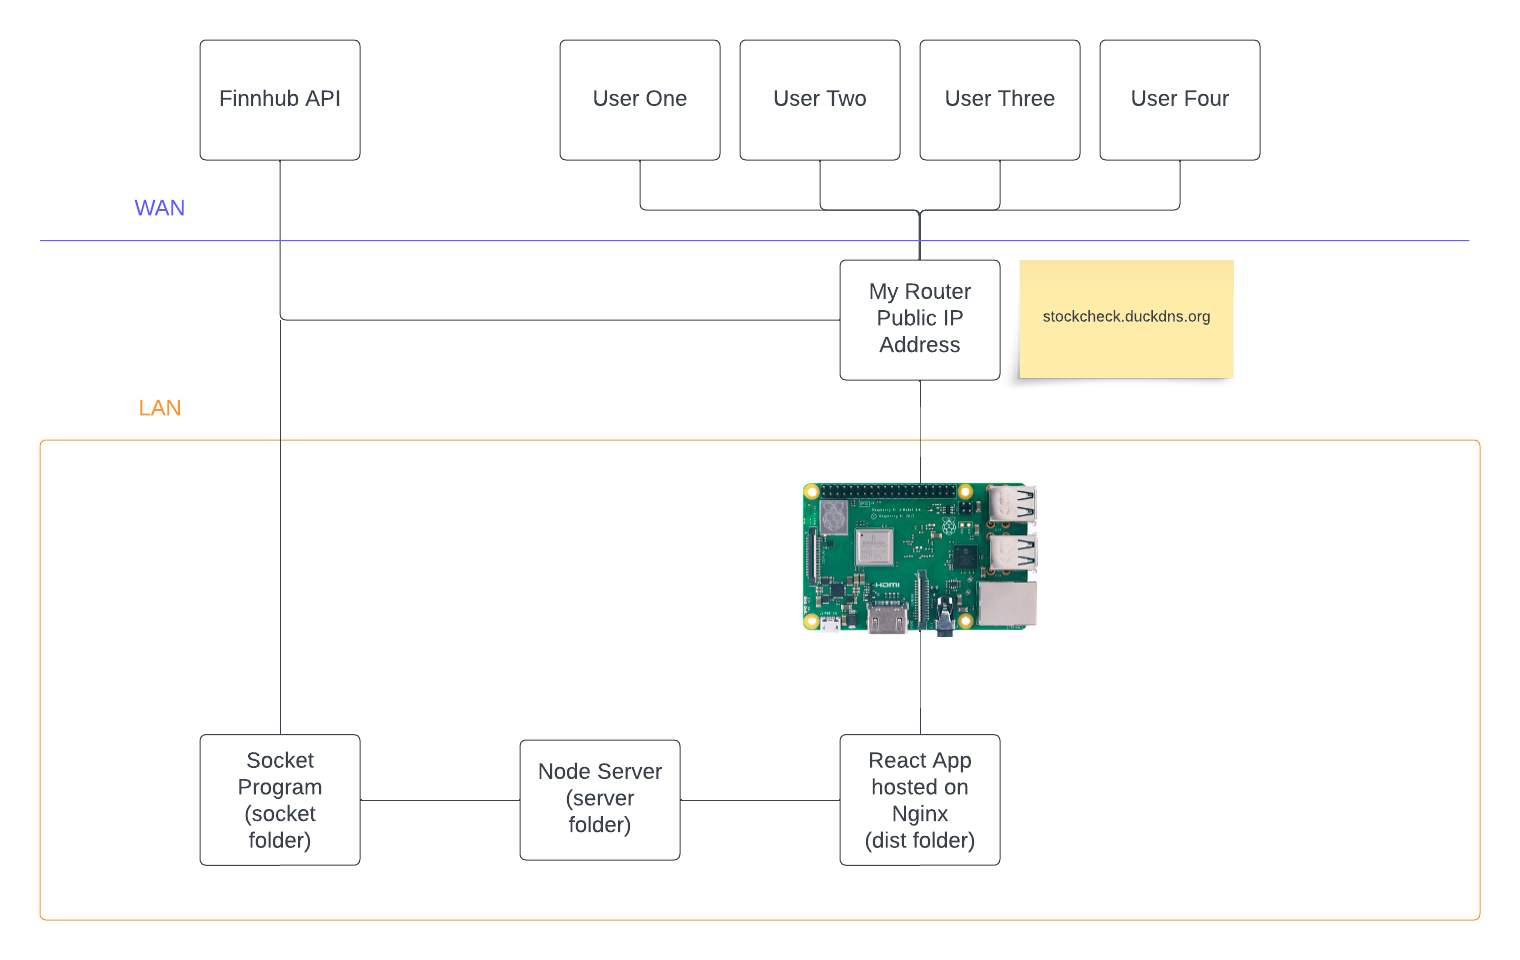 Finnhub API
User One
User Two
User Three
User Four
WAN
My Router
Public IP
Address
stockcheck.duckdns.org
LAN
HDMI
Socket
Program
(socket
folder)
Node Server
(server
folder)
React App
hosted on
Nginx
(dist folder)